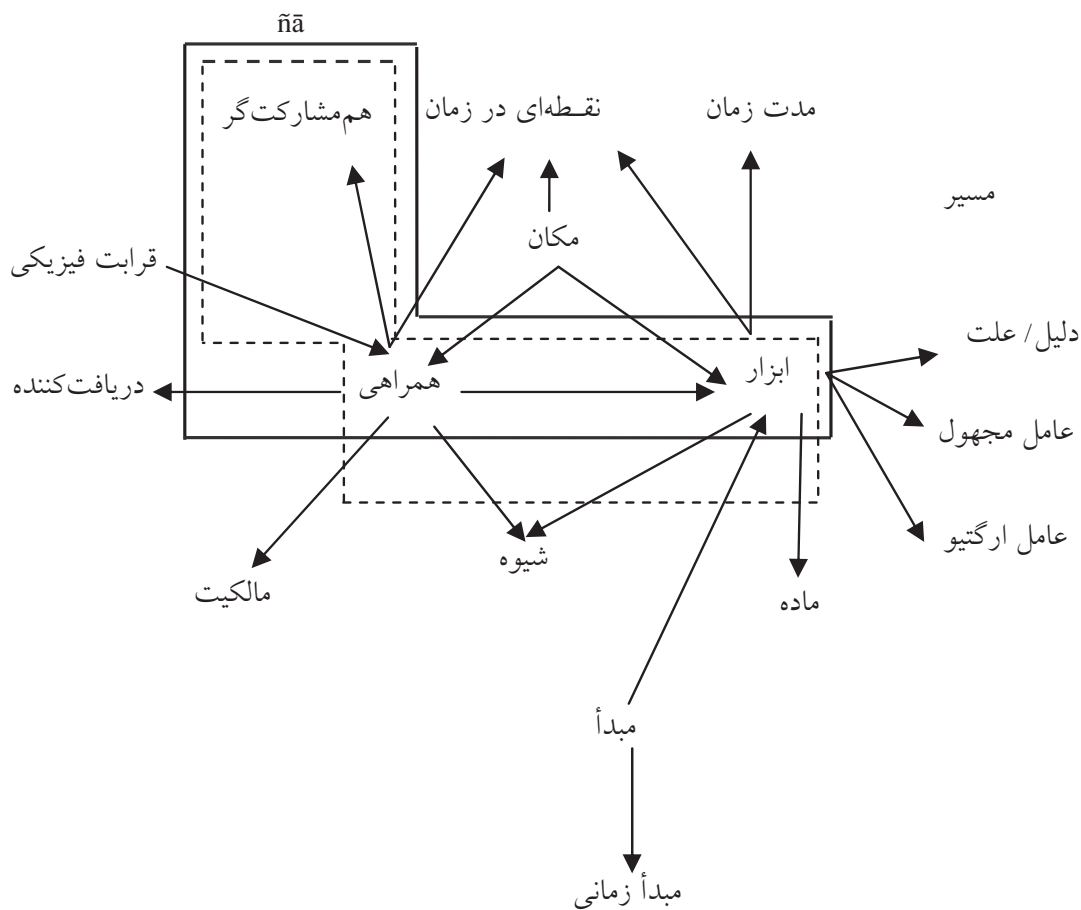 ñā
مدت زمان
نقطه‌ای در زمان
هم‌مشارکت‌گر
مسیر
مکان
قرابت فیزیکی
دلیل/ علت
ابزار
همراهی
دریافت‌کننده
عامل مجهول
عامل ارگتیو
شیوه
مالکیت
ماده
مبدأ
مبدأ زمانی